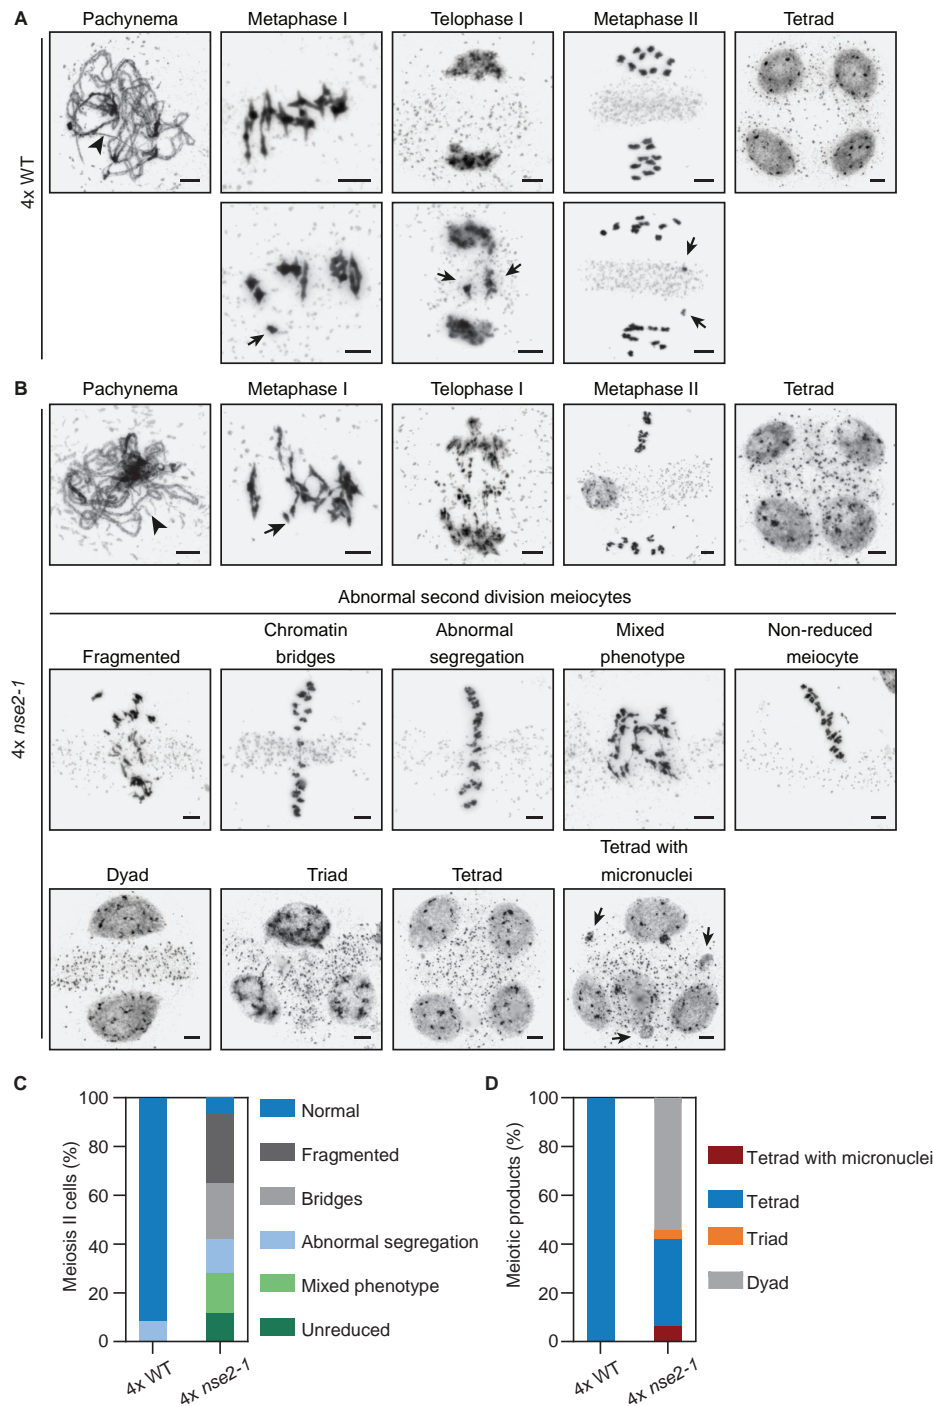 A
Pachynema Metaphase I Telophase I Metaphase II Tetrad
4x WT
B
Pachynema Metaphase I Telophase I Metaphase II Tetrad
4x nse2-1
Abnormal second division meiocytes
Fragmented
Chromatin
bridges
Abnormal
segregation
Mixed
phenotype
Non-reduced
meiocyte
Dyad
Triad
Tetrad
Tetrad with
micronuclei
C
Meiosis II cells (%)
100
80
60
40
20
0
4x WT
4x nse2-1
Normal
Fragmented
Bridges
Abnormal segregation
Mixed phenotype
Unreduced
D
Meiotic products (%)
100
80
60
40
20
0
4x WT
4x nse2-1
Tetrad with micronuclei
Tetrad
Triad
Dyad